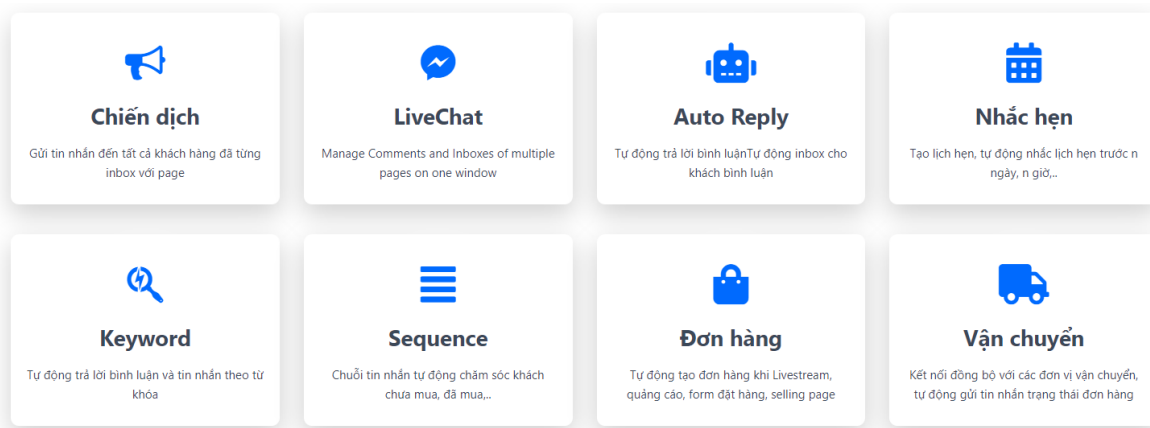 Chiến dịch
Gửi tin nhắn đến tất cả khách hàng đã từng
inbox với page
LiveChat
Manage Comments and Inboxes of multiple
pages on one window
Auto Reply
Tự động trả lời bình luậnTự động inbox cho
khách bình luận
Nhắc hẹn
Tạo lịch hẹn, tự động nhắc lịch hẹn trước n
ngày, n giờ,..
Keyword
Tự động trả lời bình luận và tin nhắn theo từ
khóa
Sequence
Chuỗi tin nhắn tự động chăm sóc khách
chưa mua, đã mua,..
Đơn hàng
Tự động tạo đơn hàng khi Livestream,
quảng cáo, form đặt hàng, selling page
Vận chuyển
Kết nối đồng bộ với các đơn vị vận chuyển,
tự động gửi tin nhắn trạng thái đơn hàng